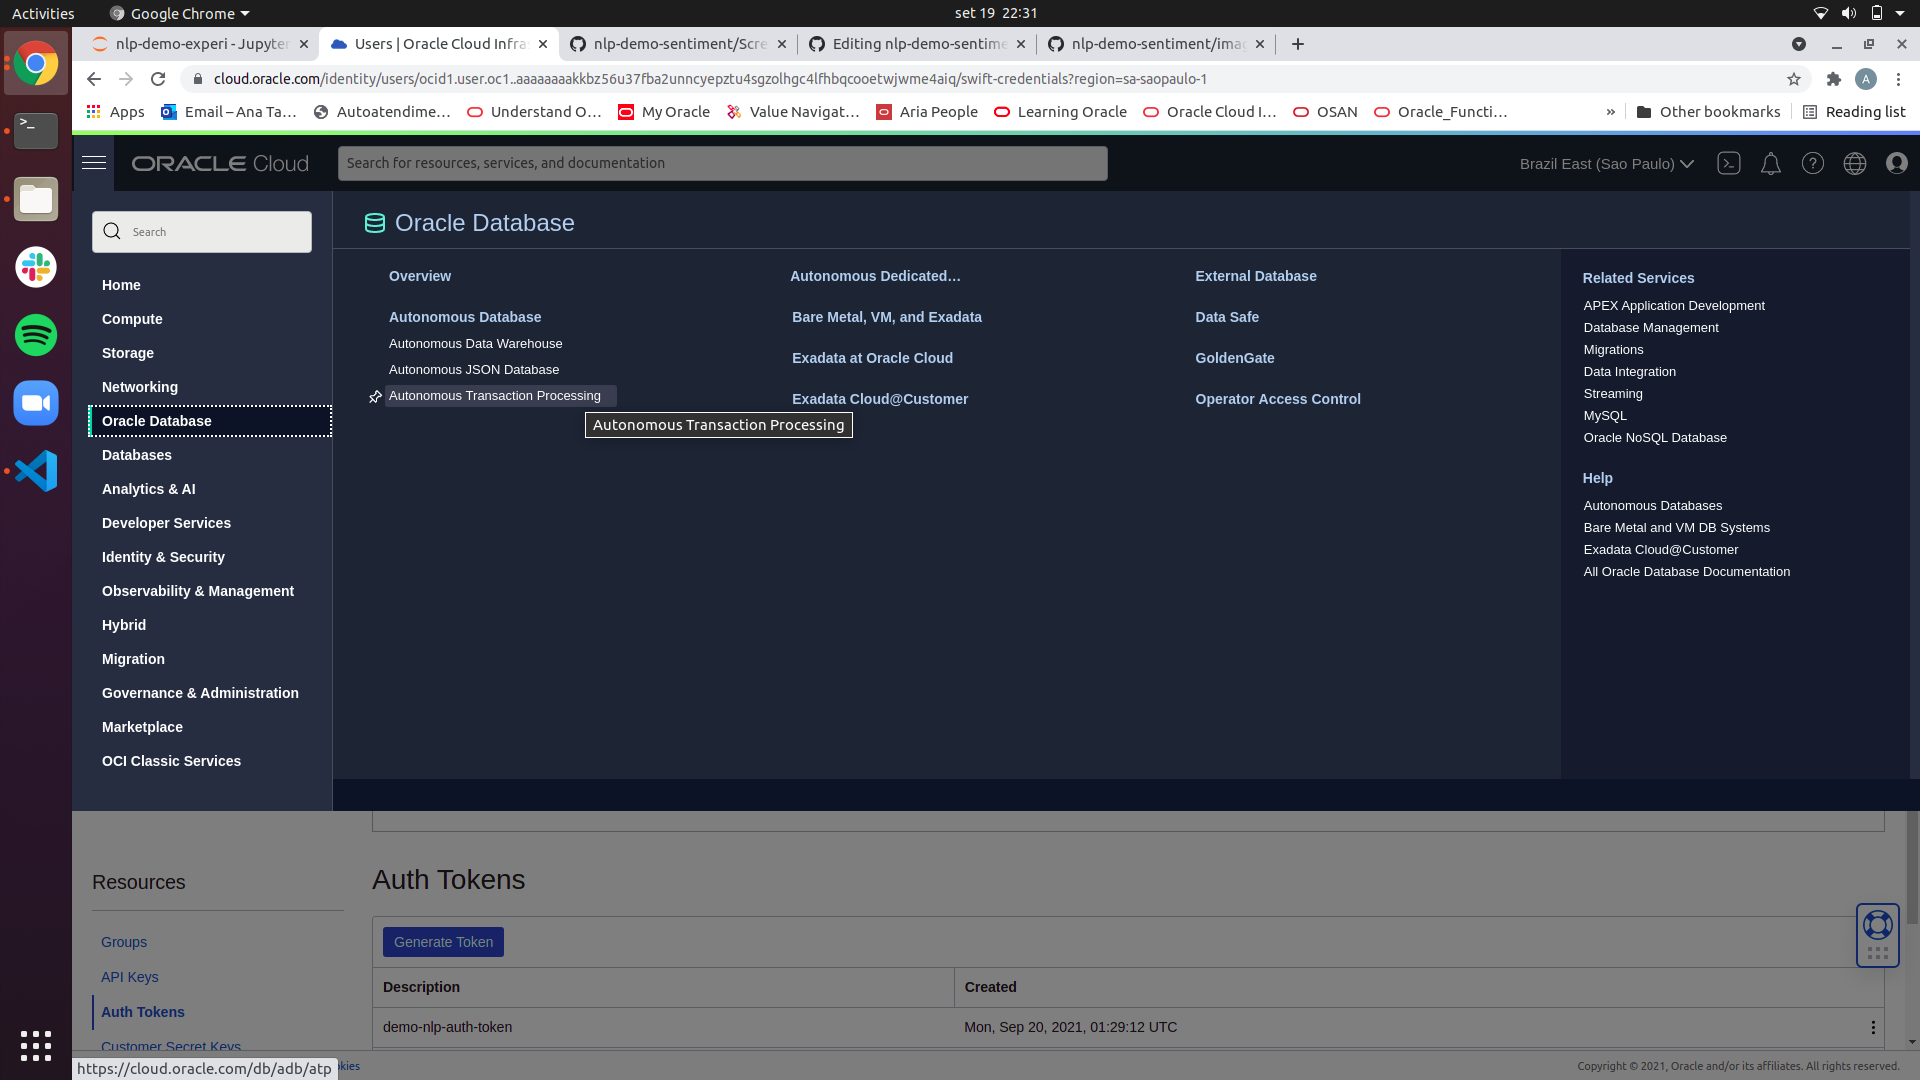 Activities
Google Chrome
set 19 22:31
nlp-demo-experi - Jupyter
Users | Oracle Cloud Infra
nlp-demo-sentiment/Scre
Editing nlp-demo-sentime
nlp-demo-sentiment/imag
cloud.oracle.com/identity/users/ocid1.user.oc1..aaaaaaaakkbz56u37fba2unncyepztu4sgzolhgc4lfhbqcooetwjwme4aiq/swift-credentials?region=sa-saopaulo-1
A
Apps
Email – Ana Ta…
Autoatendime…
Understand O…
My Oracle
Value Navigat…
Aria People
Learning Oracle
Oracle Cloud I…
OSAN
Oracle_Functi…
»
Other bookmarks
Reading list
ORACLE Cloud
Search for resources, services, and documentation
Brazil East (Sao Paulo)
Search
Home
Compute
Storage
Networking
Oracle Database
Databases
Analytics & AI
Developer Services
Identity & Security
Observability & Management
Hybrid
Migration
Governance & Administration
Marketplace
OCI Classic Services
Oracle Database
Overview
Autonomous Database
Autonomous Data Warehouse
Autonomous JSON Database
Autonomous Transaction Processing
Autonomous Transaction Processing
Autonomous Dedicated…
Bare Metal, VM, and Exadata
Exadata at Oracle Cloud
Exadata Cloud@Customer
External Database
Data Safe
GoldenGate
Operator Access Control
Related Services
APEX Application Development
Database Management
Migrations
Data Integration
Streaming
MySQL
Oracle NoSQL Database
Help
Autonomous Databases
Bare Metal and VM DB Systems
Exadata Cloud@Customer
All Oracle Database Documentation
Resources
Groups
API Keys
Auth Tokens
Customer Secret Keys
Auth Tokens
Generate Token
Description
Created
demo-nlp-auth-token
Mon, Sep 20, 2021, 01:29:12 UTC
https://cloud.oracle.com/db/adb/atp
okies
Copyright © 2021, Oracle and/or its affiliates. All rights reserved.